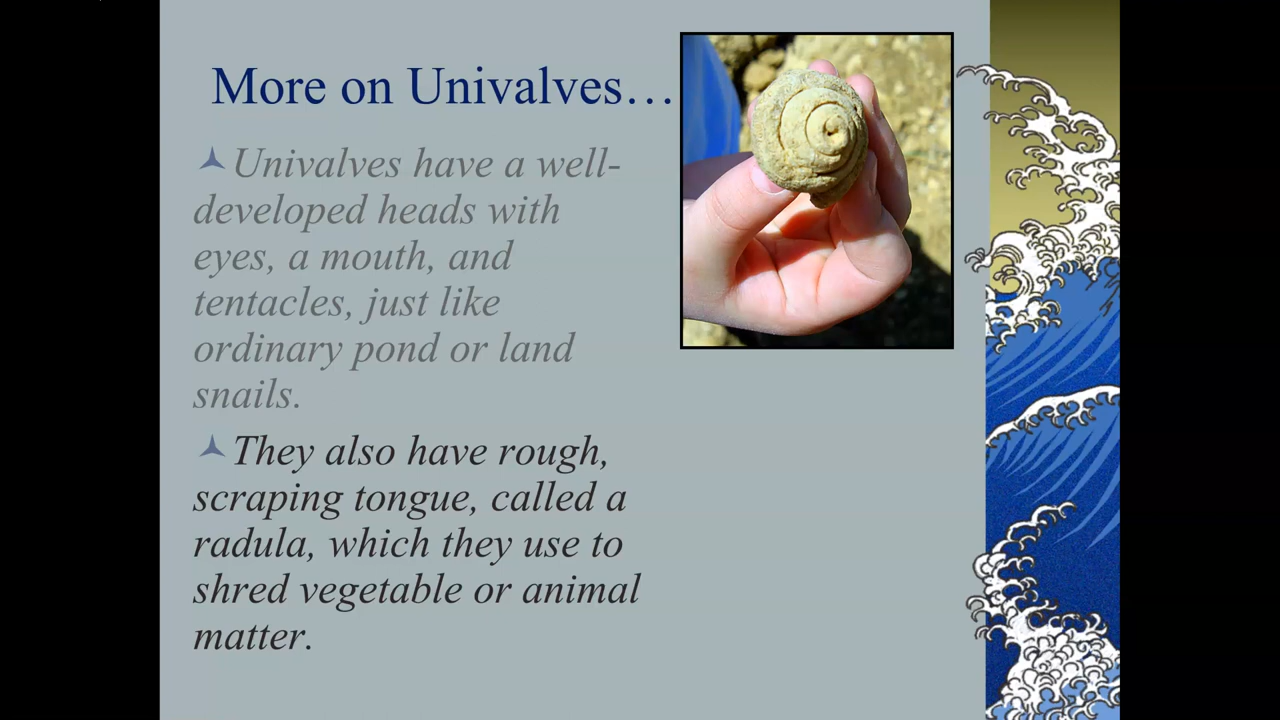 More on Univalves…
Univalves have a well-
developed heads with
eyes, a mouth, and
tentacles, just like
ordinary pond or land
snails.
They also have rough,
scraping tongue, called a
radula, which they use to
shred vegetable or animal
matter.